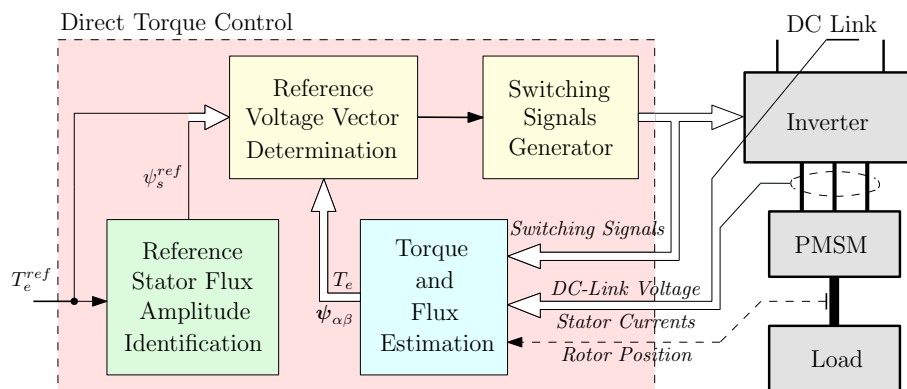 Direct Torque Control
DC Link
Reference
Voltage Vector
Determination
Switching
Signals
Generator
Inverter
ψ_s^{ref}
Switching Signals
PMSM
T_e^{ref}
Reference
Stator Flux
Amplitude
Identification
T_e
ψ_{αβ}
Torque
and
Flux
Estimation
DC-Link Voltage
Stator Currents
Rotor Position
Load